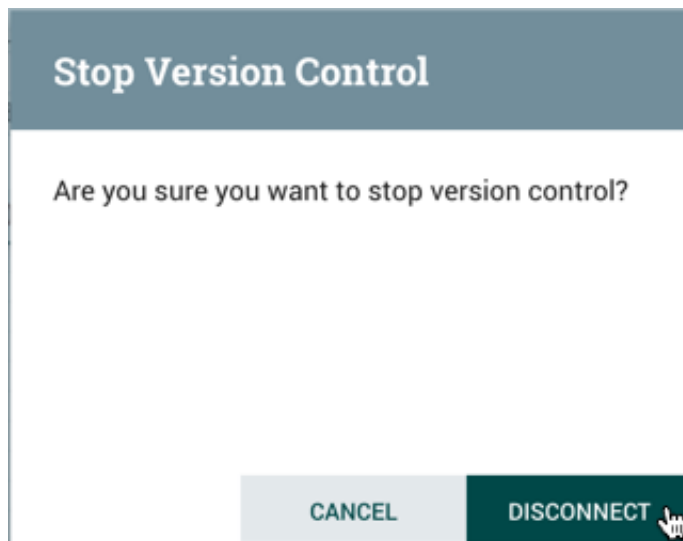 Stop Version Control
Are you sure you want to stop version control?
CANCEL DISCONNECT